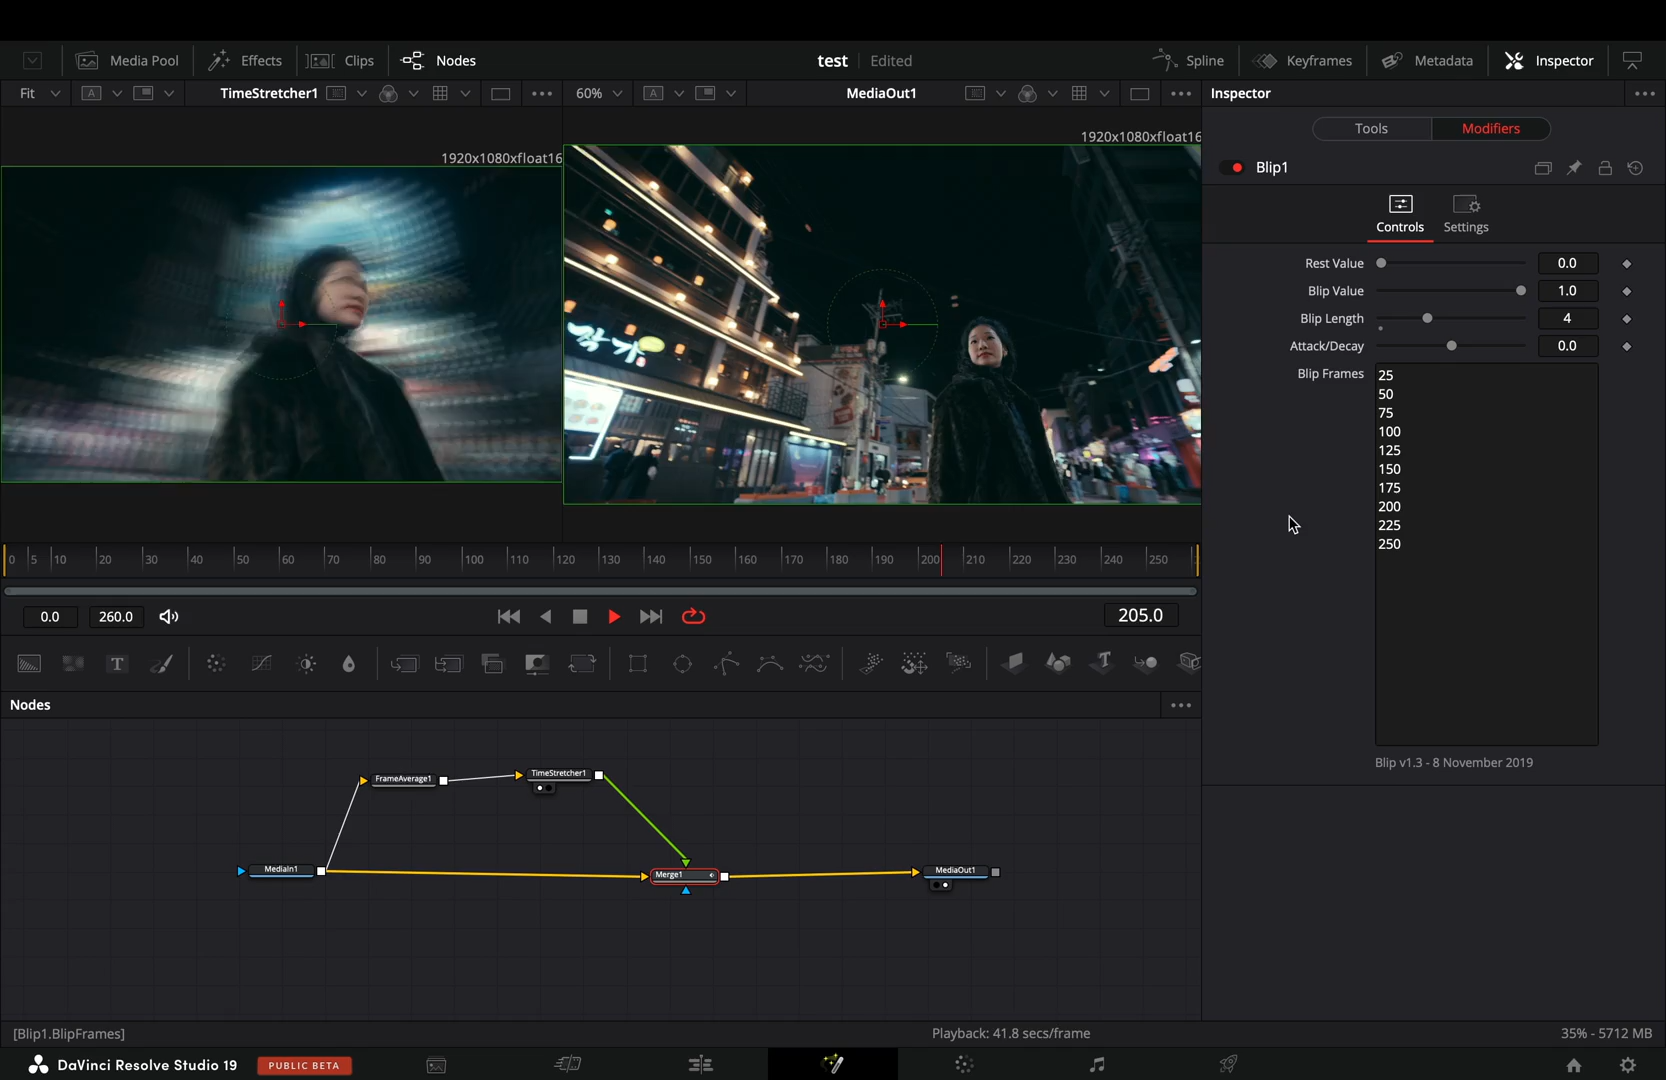 Media Pool Effects Clips Nodes test Edited Spline Keyframes Metadata Inspector
Fit A TimeStretcher1 ••• 60% A MediaOut1 ••• Inspector •••
1920x1080xfloat16
1920x1080xfloat16
Tools Modifiers
Blip1
Controls Settings
Rest Value 0.0
Blip Value 1.0
Blip Length 4
Attack/Decay 0.0
Blip Frames
25
50
75
100
125
150
175
200
225
250
Blip v1.3 - 8 November 2019
0 5 10 20 30 40 50 60 70 80 90 100 110 120 130 140 150 160 170 180 190 200 210 220 230 240 250
0.0 260.0 205.0
T T
Nodes •••
FrameAverage1 TimeStretcher1
MediaIn1 Merge1 MediaOut1
[Blip1.BlipFrames] Playback: 41.8 secs/frame 35% - 5712 MB
DaVinci Resolve Studio 19 PUBLIC BETA